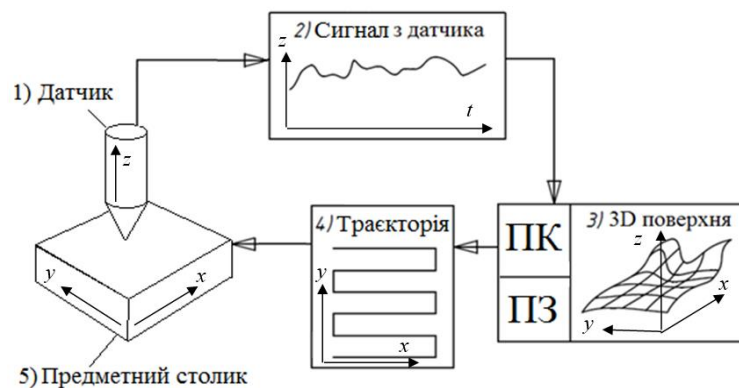 2) Сигнал з датчика
z
t
1) Датчик
z
y
x
5) Предметний столик
4) Траєкторія
y
x
ПК
ПЗ
3) 3D поверхня
z
x
y